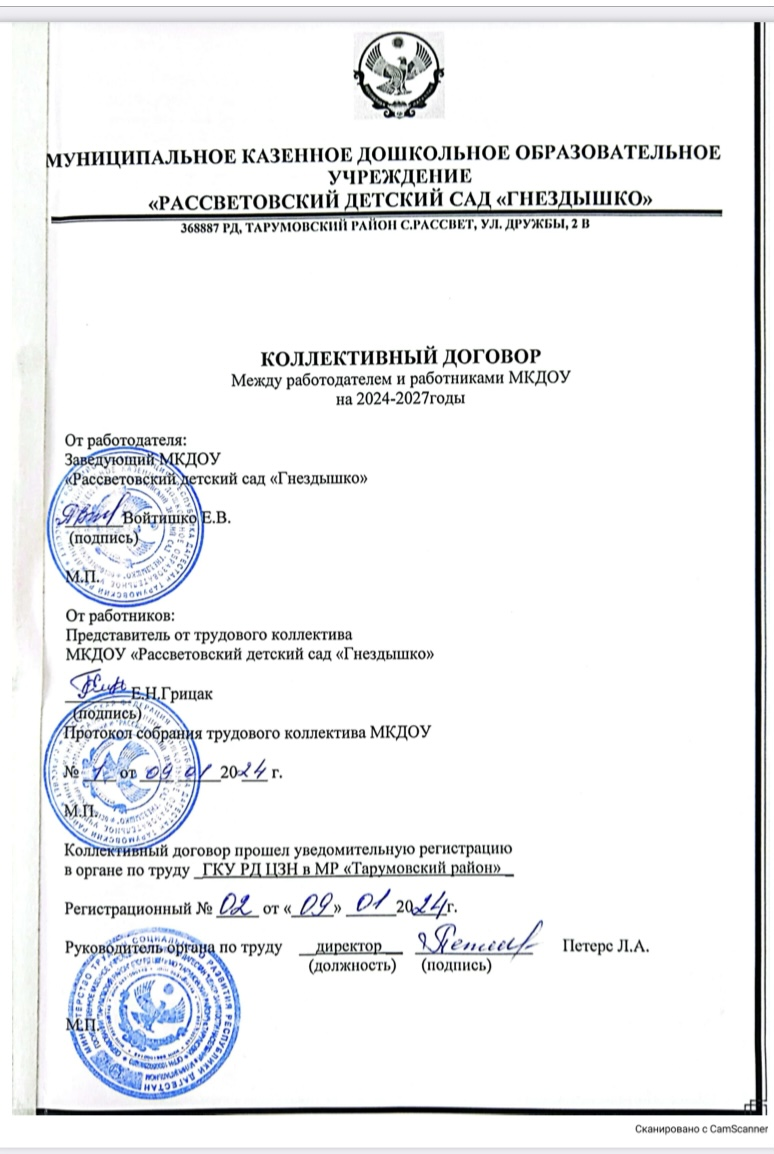 МУНИЦИПАЛЬНОЕ КАЗЕННОЕ ДОШКОЛЬНОЕ ОБРАЗОВАТЕЛЬНОЕ
УЧРЕЖДЕНИЕ
«РАССВЕТОВСКИЙ ДЕТСКИЙ САД «ГНЕЗДЫШКО»
368887 РД, ТАРУМОВСКИЙ РАЙОН С.РАССВЕТ, УЛ. ДРУЖБЫ, 2 В
КОЛЛЕКТИВНЫЙ ДОГОВОР
Между работодателем и работниками МКДОУ
на 2024-2027годы
От работодателя:
Заведующий МКДОУ
«Рассветовский детский сад «Гнездышко»
Войтишко Е.В.
(подпись)
М.П.
От работников:
Представитель от трудового коллектива
МКДОУ «Рассветовский детский сад «Гнездышко»
Е.Н.Грицак
(подпись)
Протокол собрания трудового коллектива МКДОУ
№ 1 от 09 01 2024 г.
М.П.
Коллективный договор прошел уведомительную регистрацию
в органе по труду ГКУ РД ЦЗН в МР «Тарумовский район»
Регистрационный № 02 от «09» 01 2024г.
Руководитель органа по труду директор Петерс Л.А.
(должность) (подпись)
М.П.
Сканировано с CamScanner